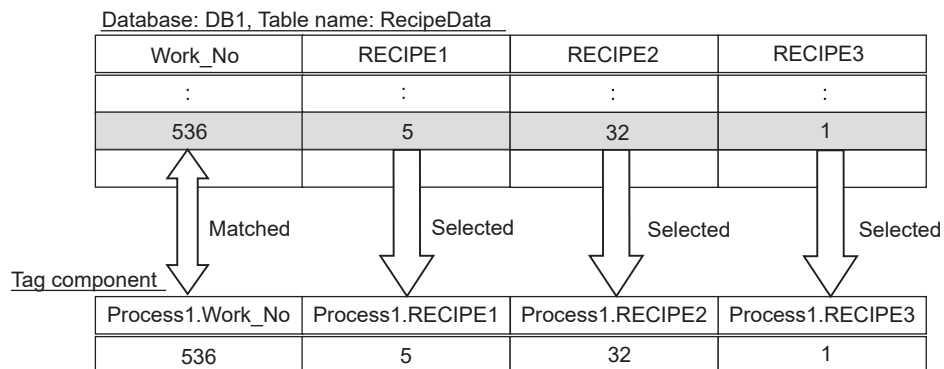 Database: DB1, Table name: RecipeData
Work_No RECIPE1 RECIPE2 RECIPE3
: : : :
536 5 32 1
Matched Selected Selected Selected
Tag component
Process1.Work_No Process1.RECIPE1 Process1.RECIPE2 Process1.RECIPE3
536 5 32 1